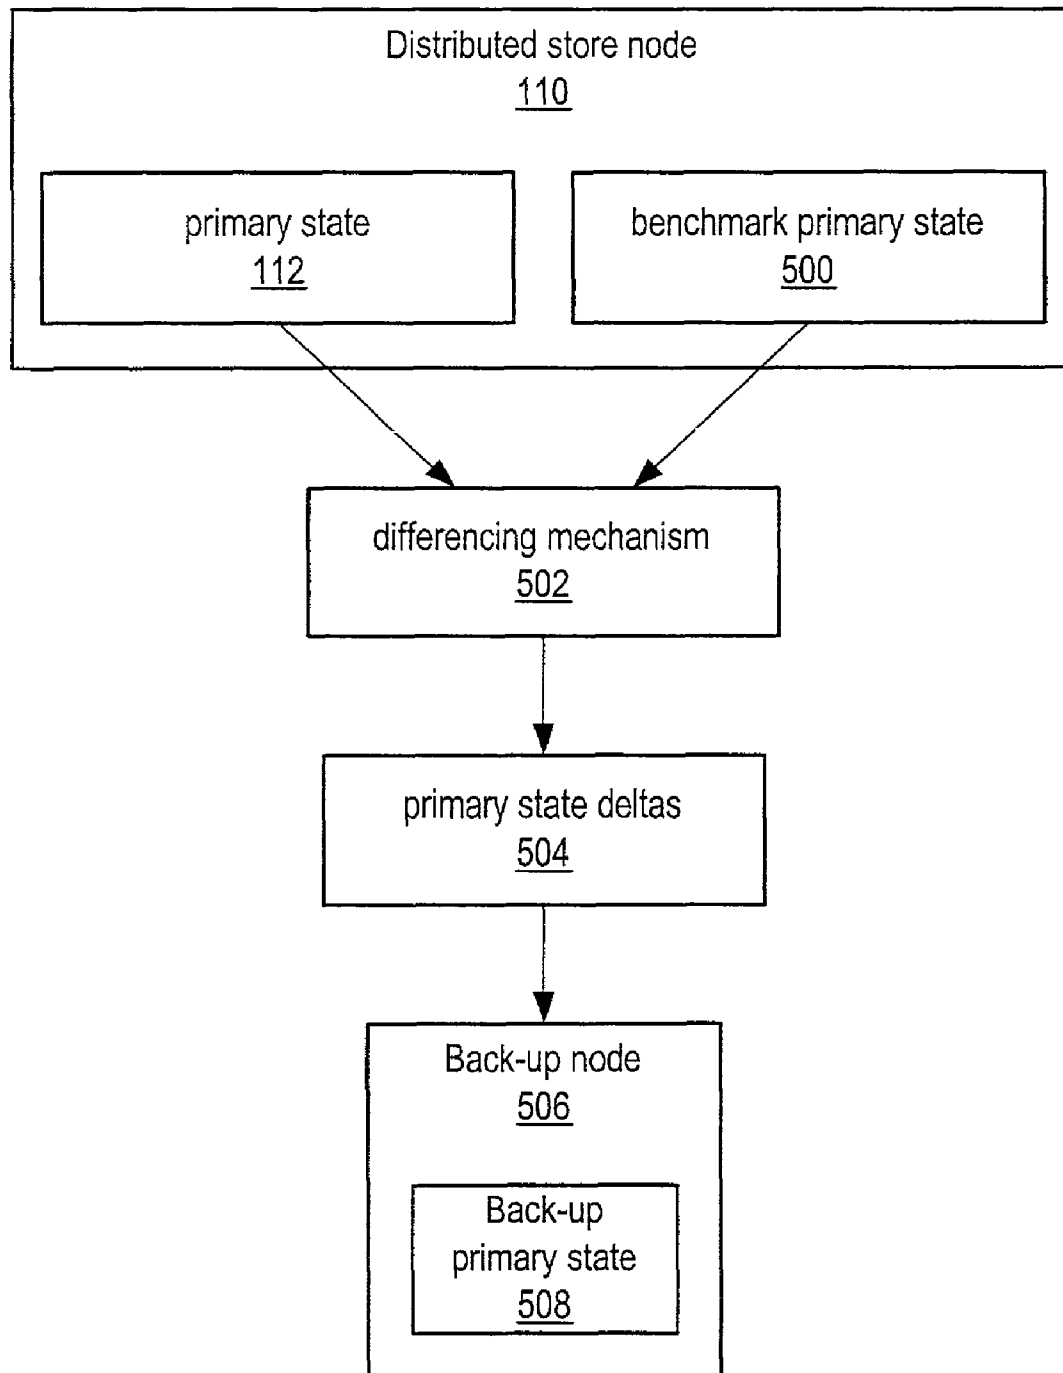 Distributed store node
110
primary state
112
benchmark primary state
500
differencing mechanism
502
primary state deltas
504
Back-up node
506
Back-up
primary state
508